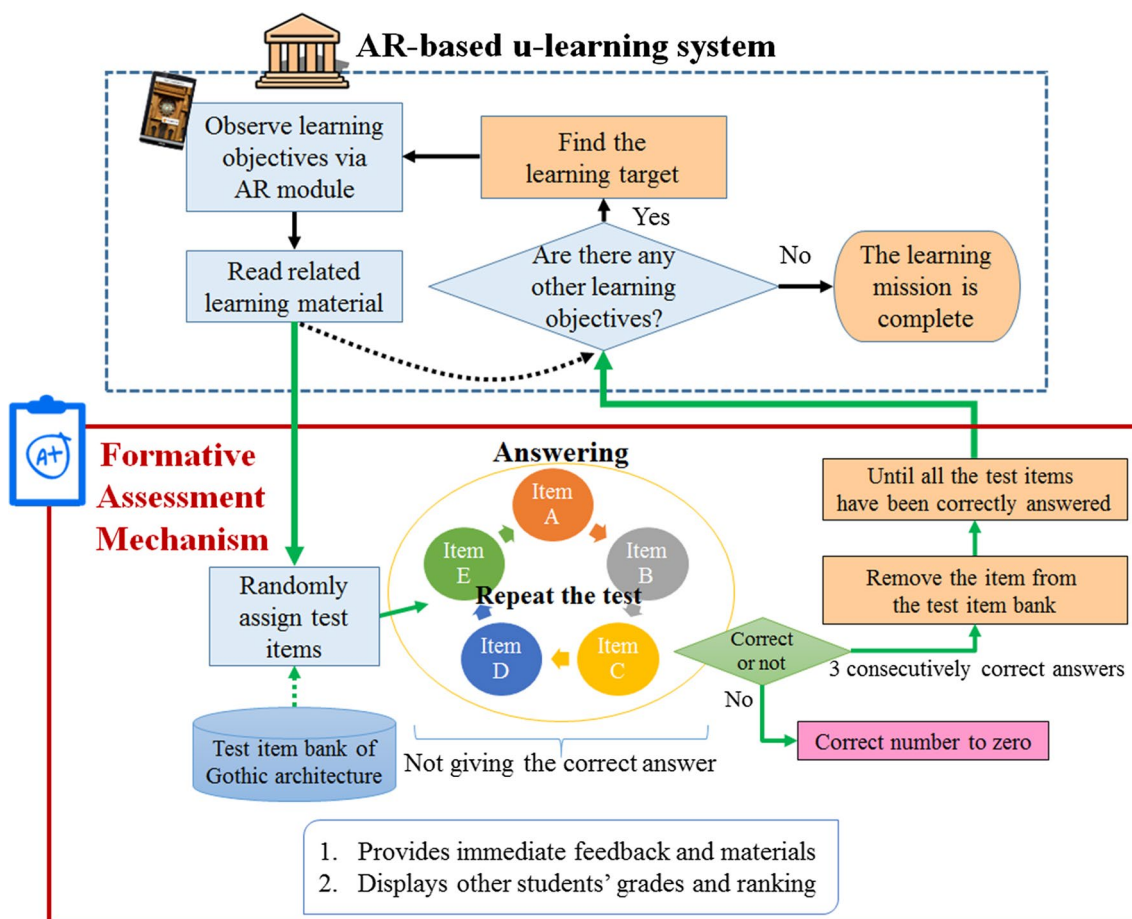 AR-based u-learning system
Observe learning
objectives via
AR module
Find the
learning target
Yes
Read related
learning material
Are there any
other learning
objectives?
No
The learning
mission is
complete
A+
Formative
Assessment
Mechanism
Answering
Item
A
Item
B
Item
C
Item
D
Item
E
Repeat the test
Randomly
assign test
items
Test item bank of
Gothic architecture
Not giving the correct answer
Correct
or not
No
3 consecutively correct answers
Correct number to zero
Remove the item from
the test item bank
Until all the test items
have been correctly answered
1. Provides immediate feedback and materials
2. Displays other students' grades and ranking